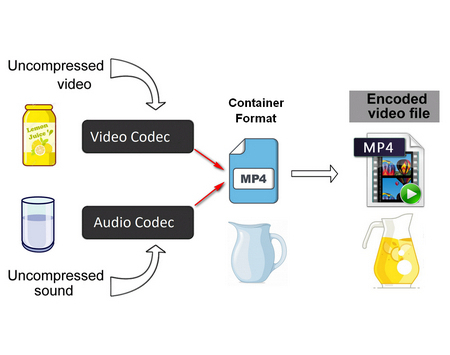 Uncompressed
video
Lemon
Juice
Video Codec
Audio Codec
Uncompressed
sound
Container
Format
MP4
Encoded
video file
MP4